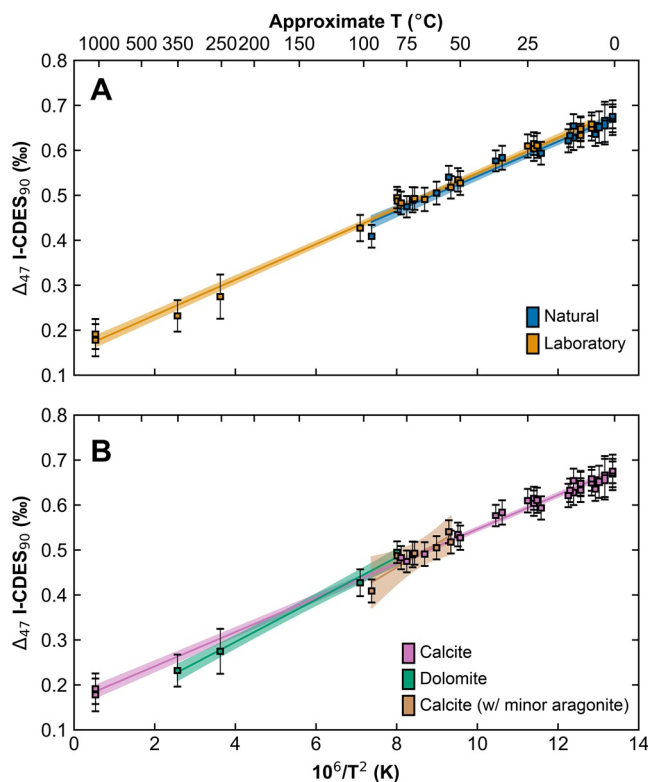 Approximate T (°C)
1000 500 350 250 200 150 100 75 50 25 0
A
0.8
0.7
0.6
0.5
0.4
0.3
0.2
0.1
Δ47 I-CDES90 (‰)
Natural
Laboratory
B
0.8
0.7
0.6
0.5
0.4
0.3
0.2
0.1
Δ47 I-CDES90 (‰)
Calcite
Dolomite
Calcite (w/ minor aragonite)
0 2 4 6 8 10 12 14
10⁶/T² (K)